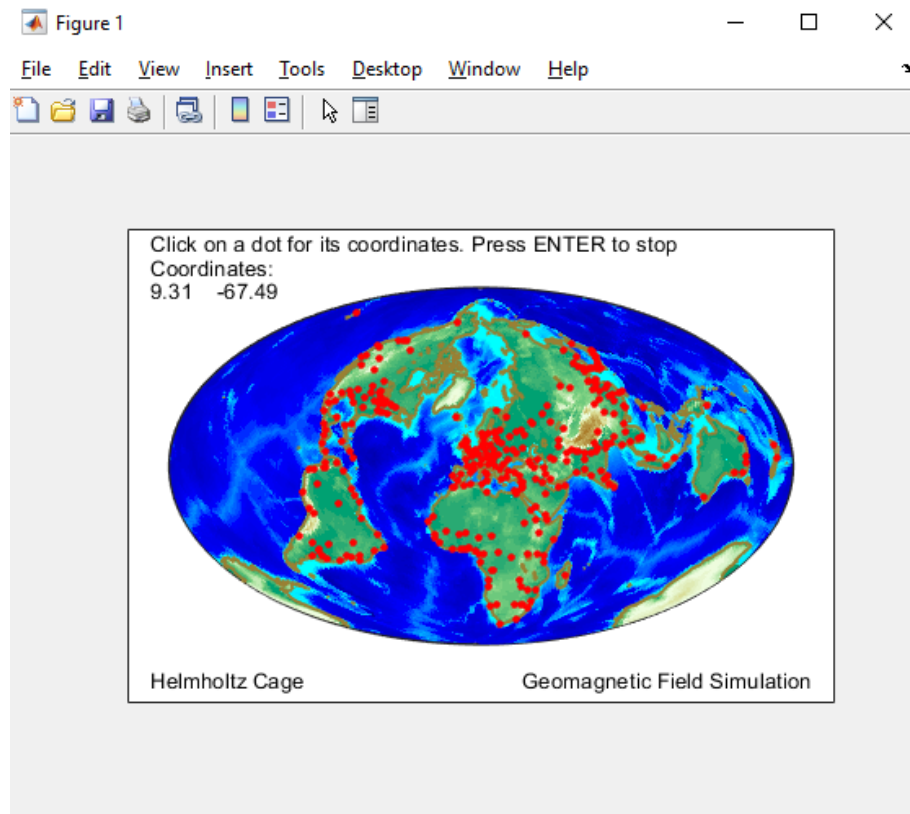 Figure 1
File Edit View Insert Tools Desktop Window Help
Click on a dot for its coordinates. Press ENTER to stop
Coordinates:
9.31 -67.49
Helmholtz Cage
Geomagnetic Field Simulation